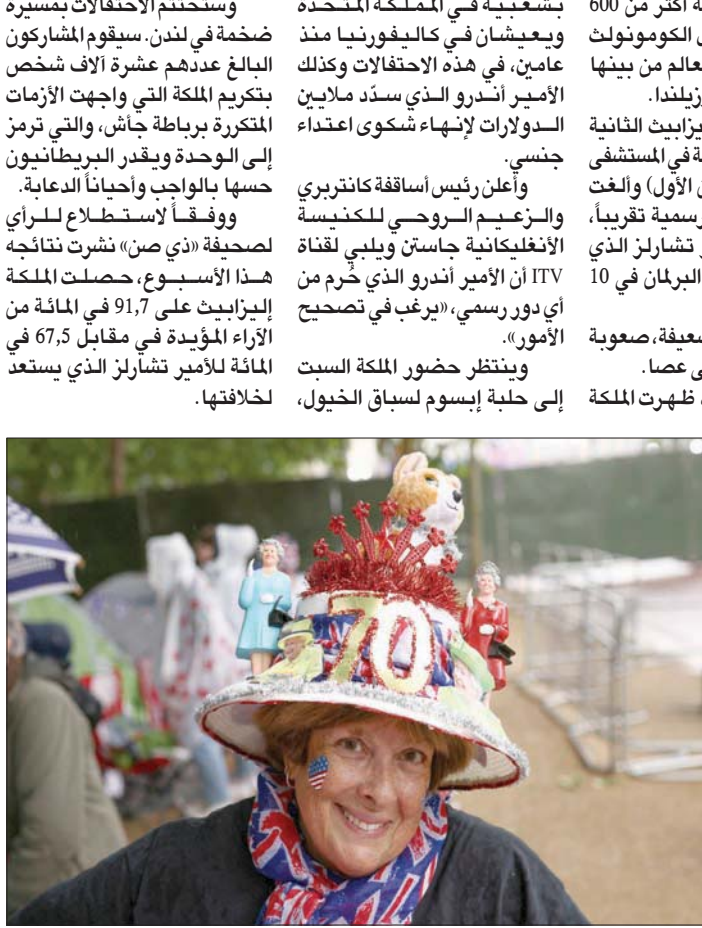 أكثر من 600
الكومونولث
من بينها
الثانية
في المستشفى
الأول) وألغت
رسمية تقريباً،
تشارلز الذي
البرلمان في 10
صعوبة
عصا.
ظهرت الملكة
بشعبية في المملكة المتحدة
ويعيشان في كاليفورنيا منذ
عامين، في هذه الاحتفالات وكذلك
الأمير أندرو الذي سدّد ملايين
الدولارات لإنهاء شكوى اعتداء
جنسي.
وأعلن رئيس أساقفة كانتربري
والزعيم الروحي للكنيسة
الأنغليكانية جاستن ويلبي لقناة
ITV أن الأمير أندرو الذي حُرم من
أي دور رسمي، «يرغب في تصحيح
الأمور».
وينتظر حضور الملكة السبت
إلى حلبة إبسوم لسباق الخيول،
وستختتم الاحتفالات بمسيرة
ضخمة في لندن. سيقوم المشاركون
البالغ عددهم عشرة آلاف شخص
بتكريم الملكة التي واجهت الأزمات
المتكررة برباطة جأش، والتي ترمز
إلى الوحدة ويقدر البريطانيون
حسها بالواجب وأحياناً الدعابة.
ووفقاً لاستطلاع للرأي
لصحيفة «ذي صن» نشرت نتائجه
هذا الأسبوع، حصلت الملكة
إليزابيث على 91,7 في المائة من
الآراء المؤيدة في مقابل 67,5 في
المائة للأمير تشارلز الذي يستعد
لخلافتها.
70